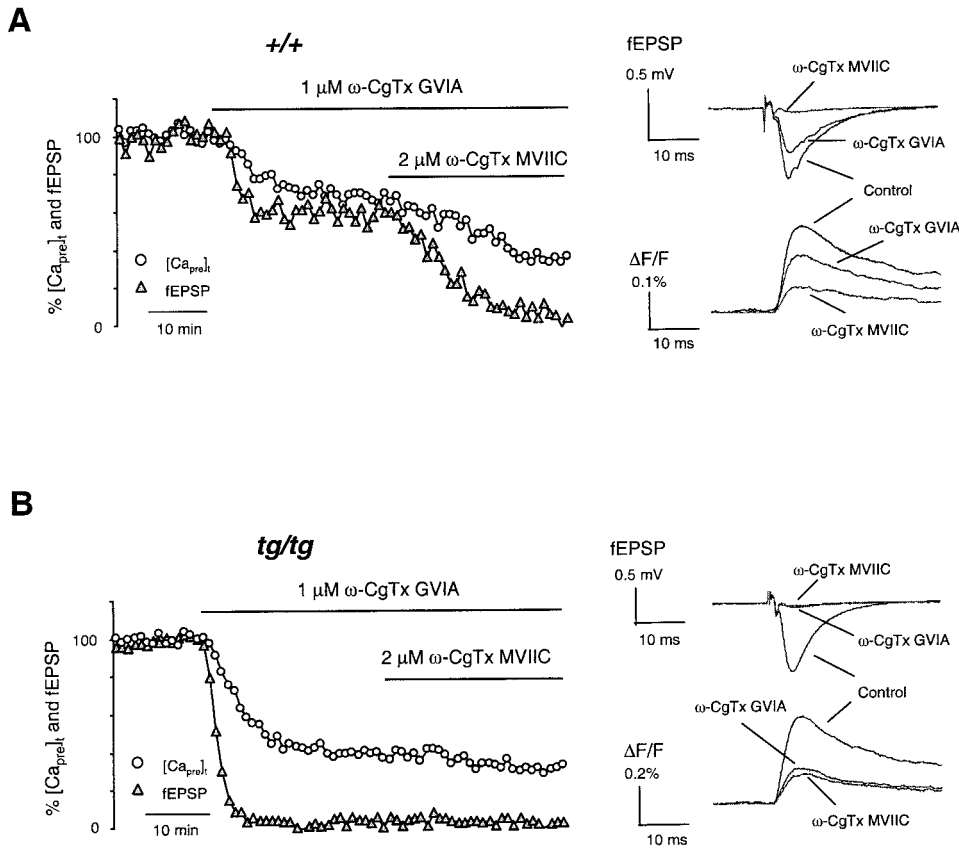 A
+/+
1 μM ω-CgTx GVIA
2 μM ω-CgTx MVIIC
% [Capre]t and fEPSP
100
0
[Capre]t
fEPSP
10 min
fEPSP
0.5 mV
10 ms
ω-CgTx MVIIC
ω-CgTx GVIA
Control
ω-CgTx GVIA
ΔF/F
0.1%
10 ms
ω-CgTx MVIIC
B
tg/tg
1 μM ω-CgTx GVIA
2 μM ω-CgTx MVIIC
% [Capre]t and fEPSP
100
0
[Capre]t
fEPSP
10 min
fEPSP
0.5 mV
10 ms
ω-CgTx MVIIC
ω-CgTx GVIA
Control
ω-CgTx GVIA
ΔF/F
0.2%
10 ms
ω-CgTx MVIIC